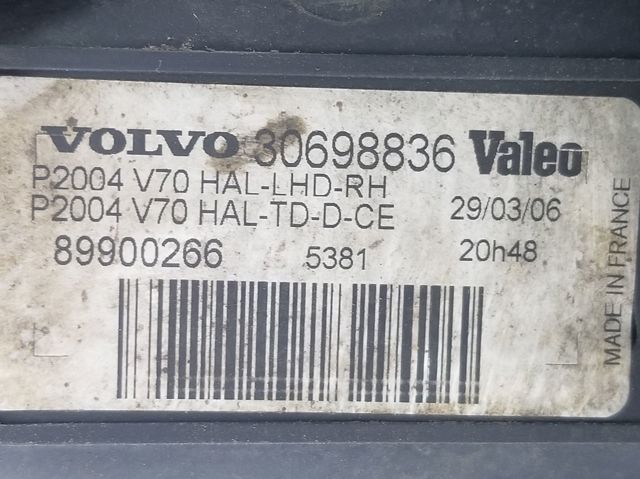 VOLVO 30698836 Valeo
P2004 V70 HAL-LHD-RH
P2004 V70 HAL-TD-D-CE 29/03/06
89900266 5381 20h48
MADE IN FRANCE